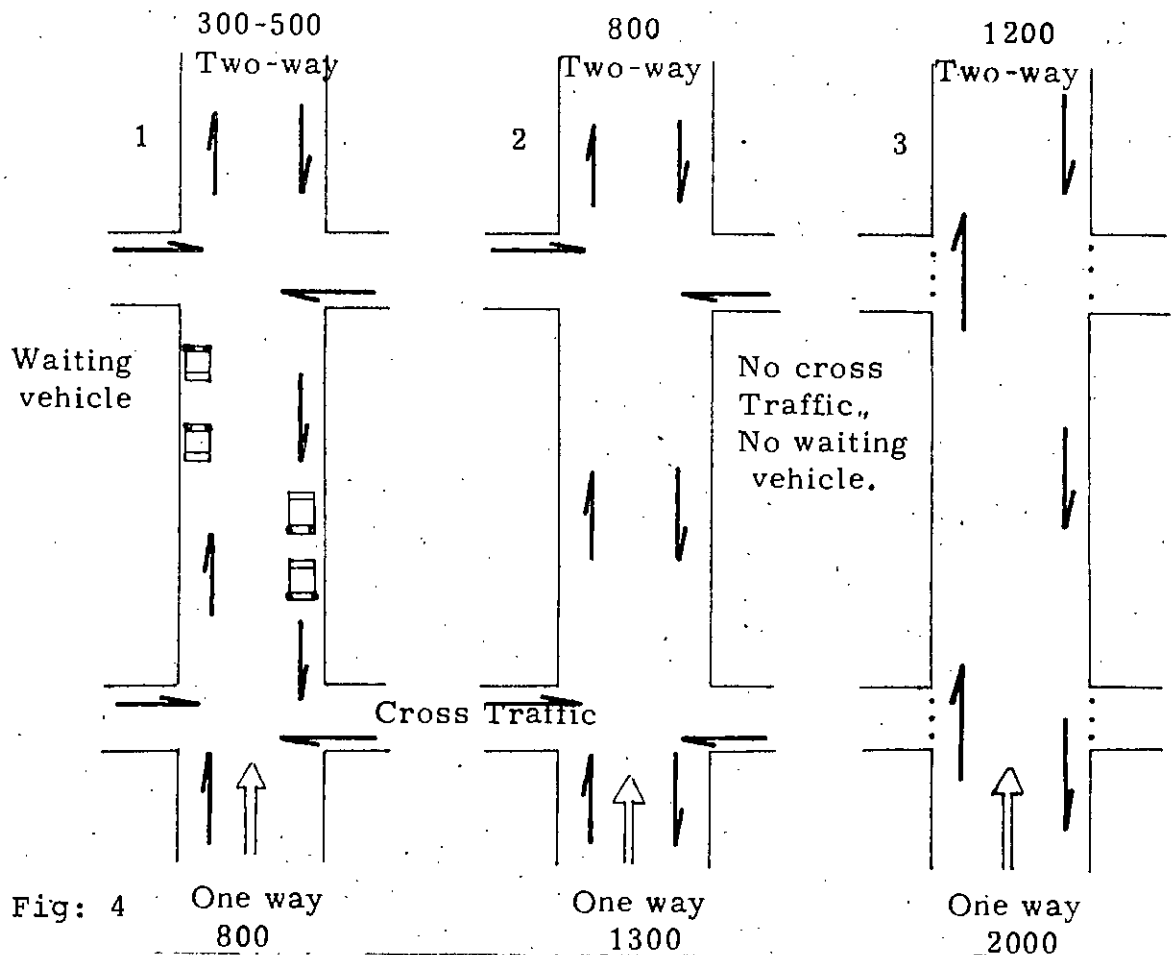 300-500
Two-way
800
Two-way
1200
Two-way
1
2
3
Waiting
vehicle
No cross
Traffic,,
No waiting
vehicle.
Cross Traffic
Fig: 4
One way
800
One way
1300
One way
2000